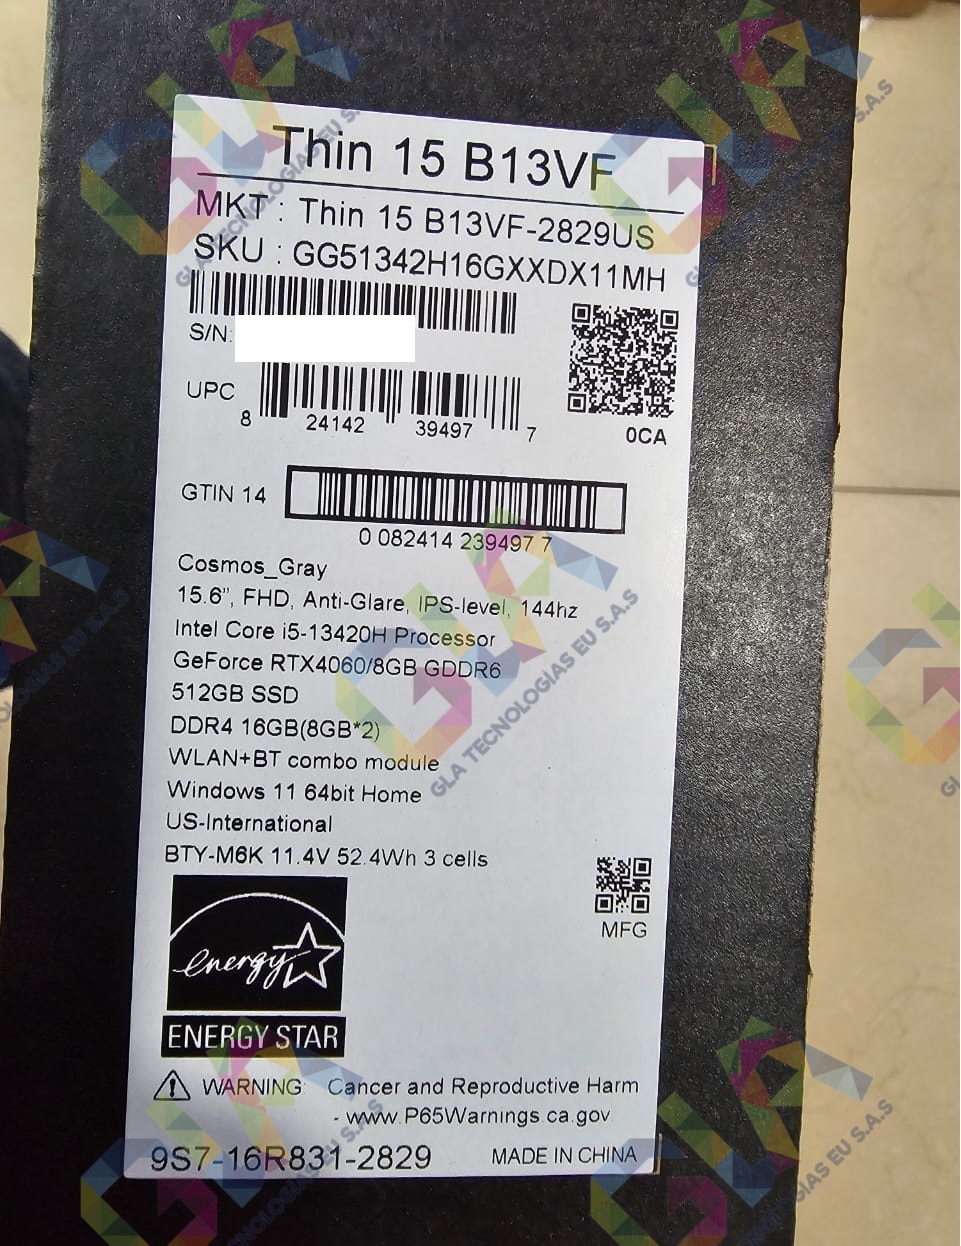 Thin 15 B13VF
MKT : Thin 15 B13VF-2829US
SKU : GG51342H16GXXDX11MH
S/N:
UPC
8 24142 39497 7
0CA
GTIN 14
0 082414 239497 7
Cosmos_Gray
15.6”, FHD, Anti-Glare, IPS-level, 144hz
Intel Core i5-13420H Processor
GeForce RTX4060/8GB GDDR6
512GB SSD
DDR4 16GB(8GB*2)
WLAN+BT combo module
Windows 11 64bit Home
US-International
BTY-M6K 11.4V 52.4Wh 3 cells
MFG
energy
ENERGY STAR
WARNING: Cancer and Reproductive Harm
- www.P65Warnings.ca.gov
9S7-16R831-2829
MADE IN CHINA
GLA TECNOLOGIAS EU S.A.S
GLA TECNOLOGIAS EU S.A.S